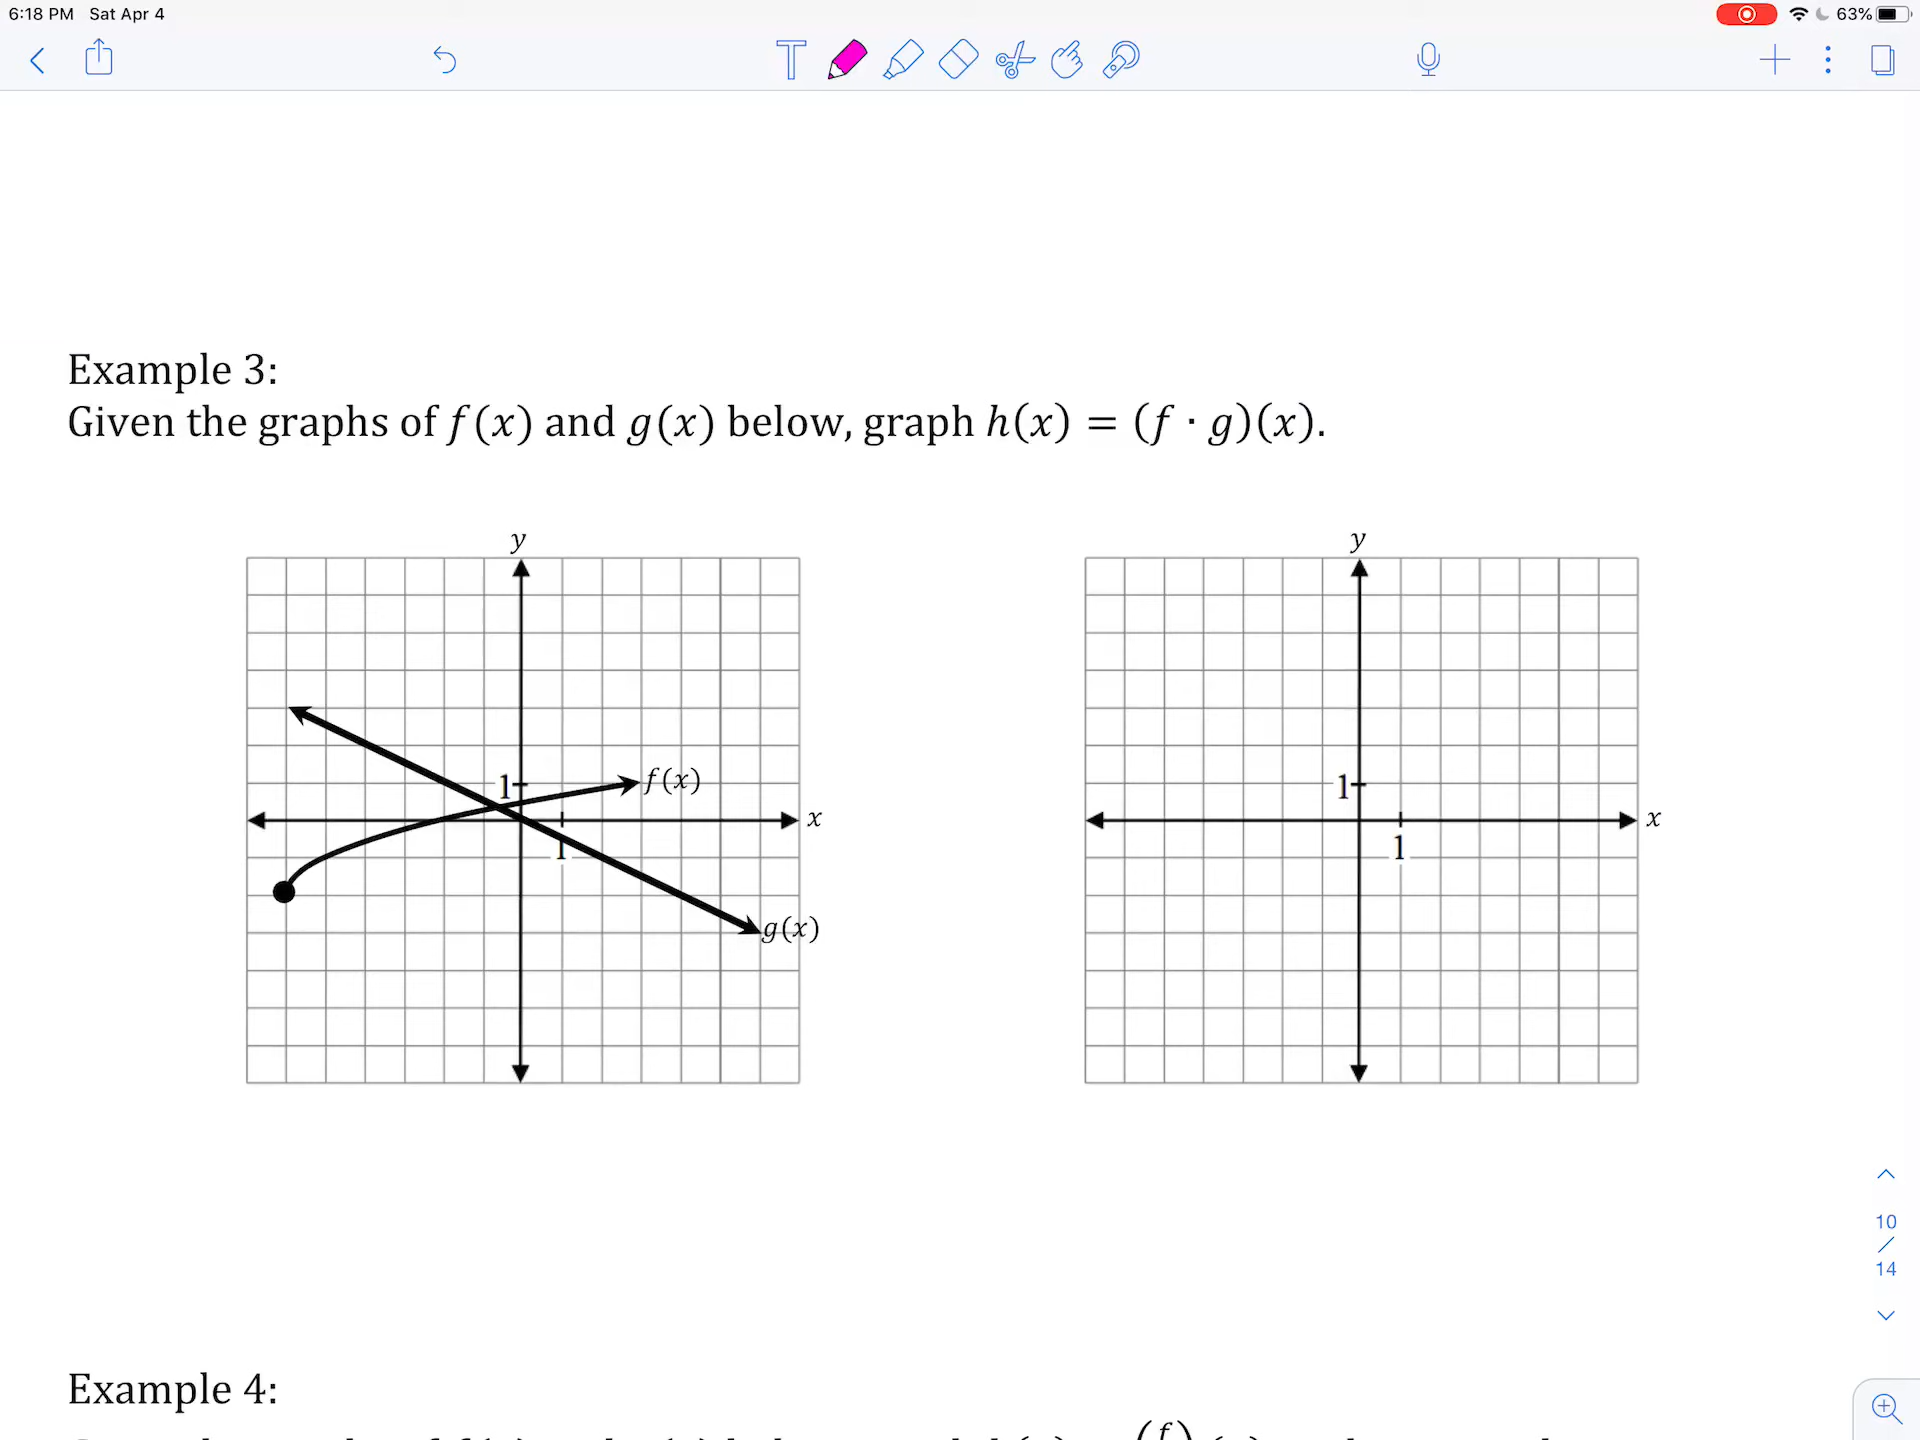 6:18 PM Sat Apr 4
63%
T
Example 3:
Given the graphs of f(x) and g(x) below, graph h(x) = (f · g)(x).
y
1
f(x)
x
1
g(x)
y
1
x
1
10
/
14
Example 4: